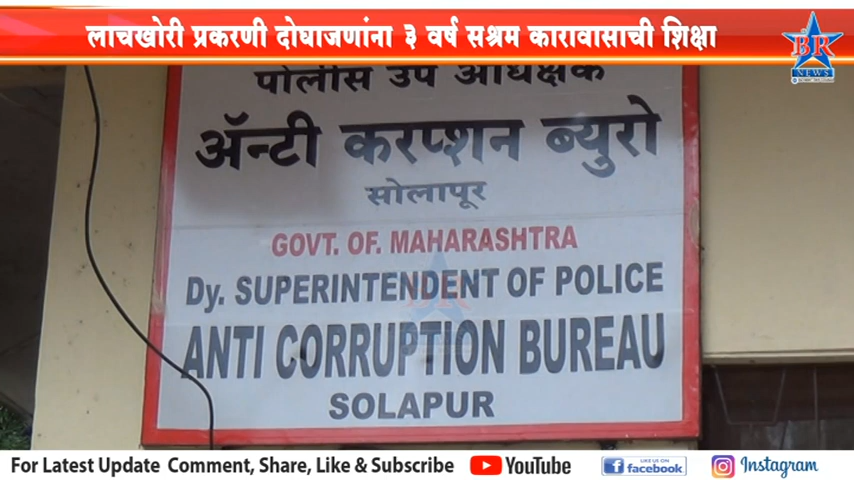 लाचखोरी प्रकरणी दोघाजणांना ३ वर्ष सश्रम कारावासाची शिक्षा
BR
NEWS
पोलीस उप अधिक्षक
ॲन्टी करप्शन ब्युरो
सोलापूर
GOVT. OF. MAHARASHTRA
Dy. SUPERINTENDENT OF POLICE
ANTI CORRUPTION BUREAU
SOLAPUR
For Latest Update Comment, Share, Like & Subscribe YouTube LIKE US ON facebook Instagram